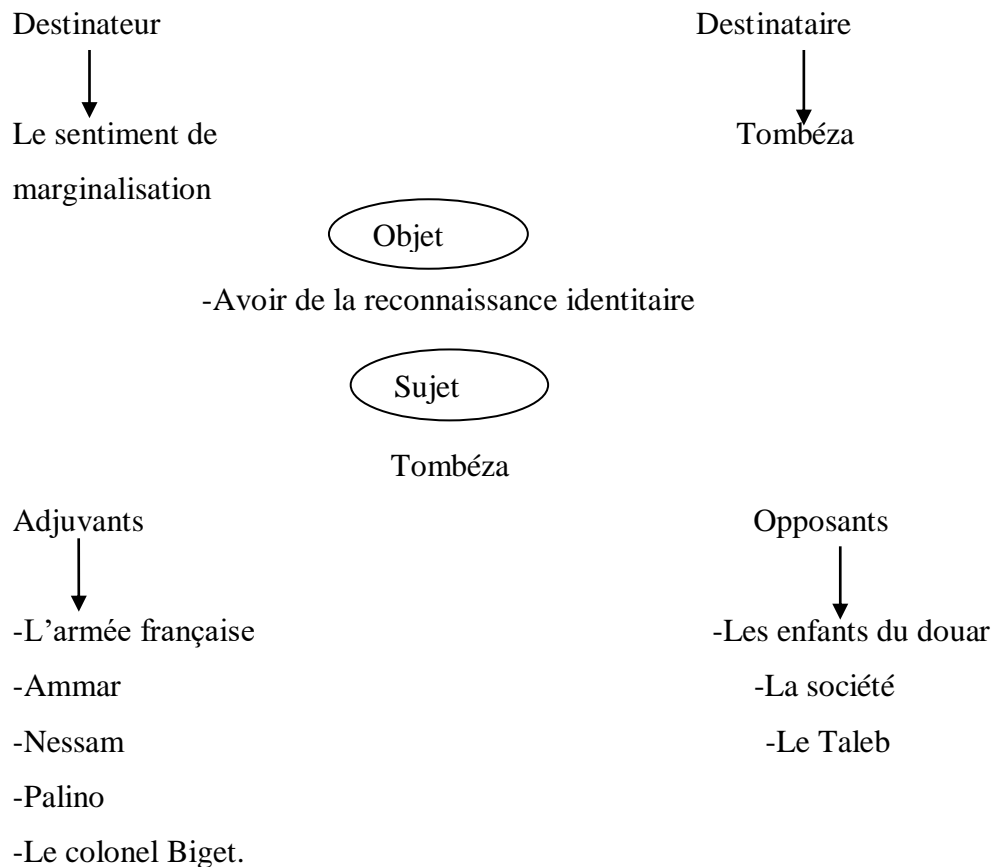 Destinateur Destinataire
Le sentiment de Tombéza
marginalisation
Objet
-Avoir de la reconnaissance identitaire
Sujet
Tombéza
Adjuvants Opposants
-L’armée française -Les enfants du douar
-Ammar -La société
-Nessam -Le Taleb
-Palino
-Le colonel Biget.